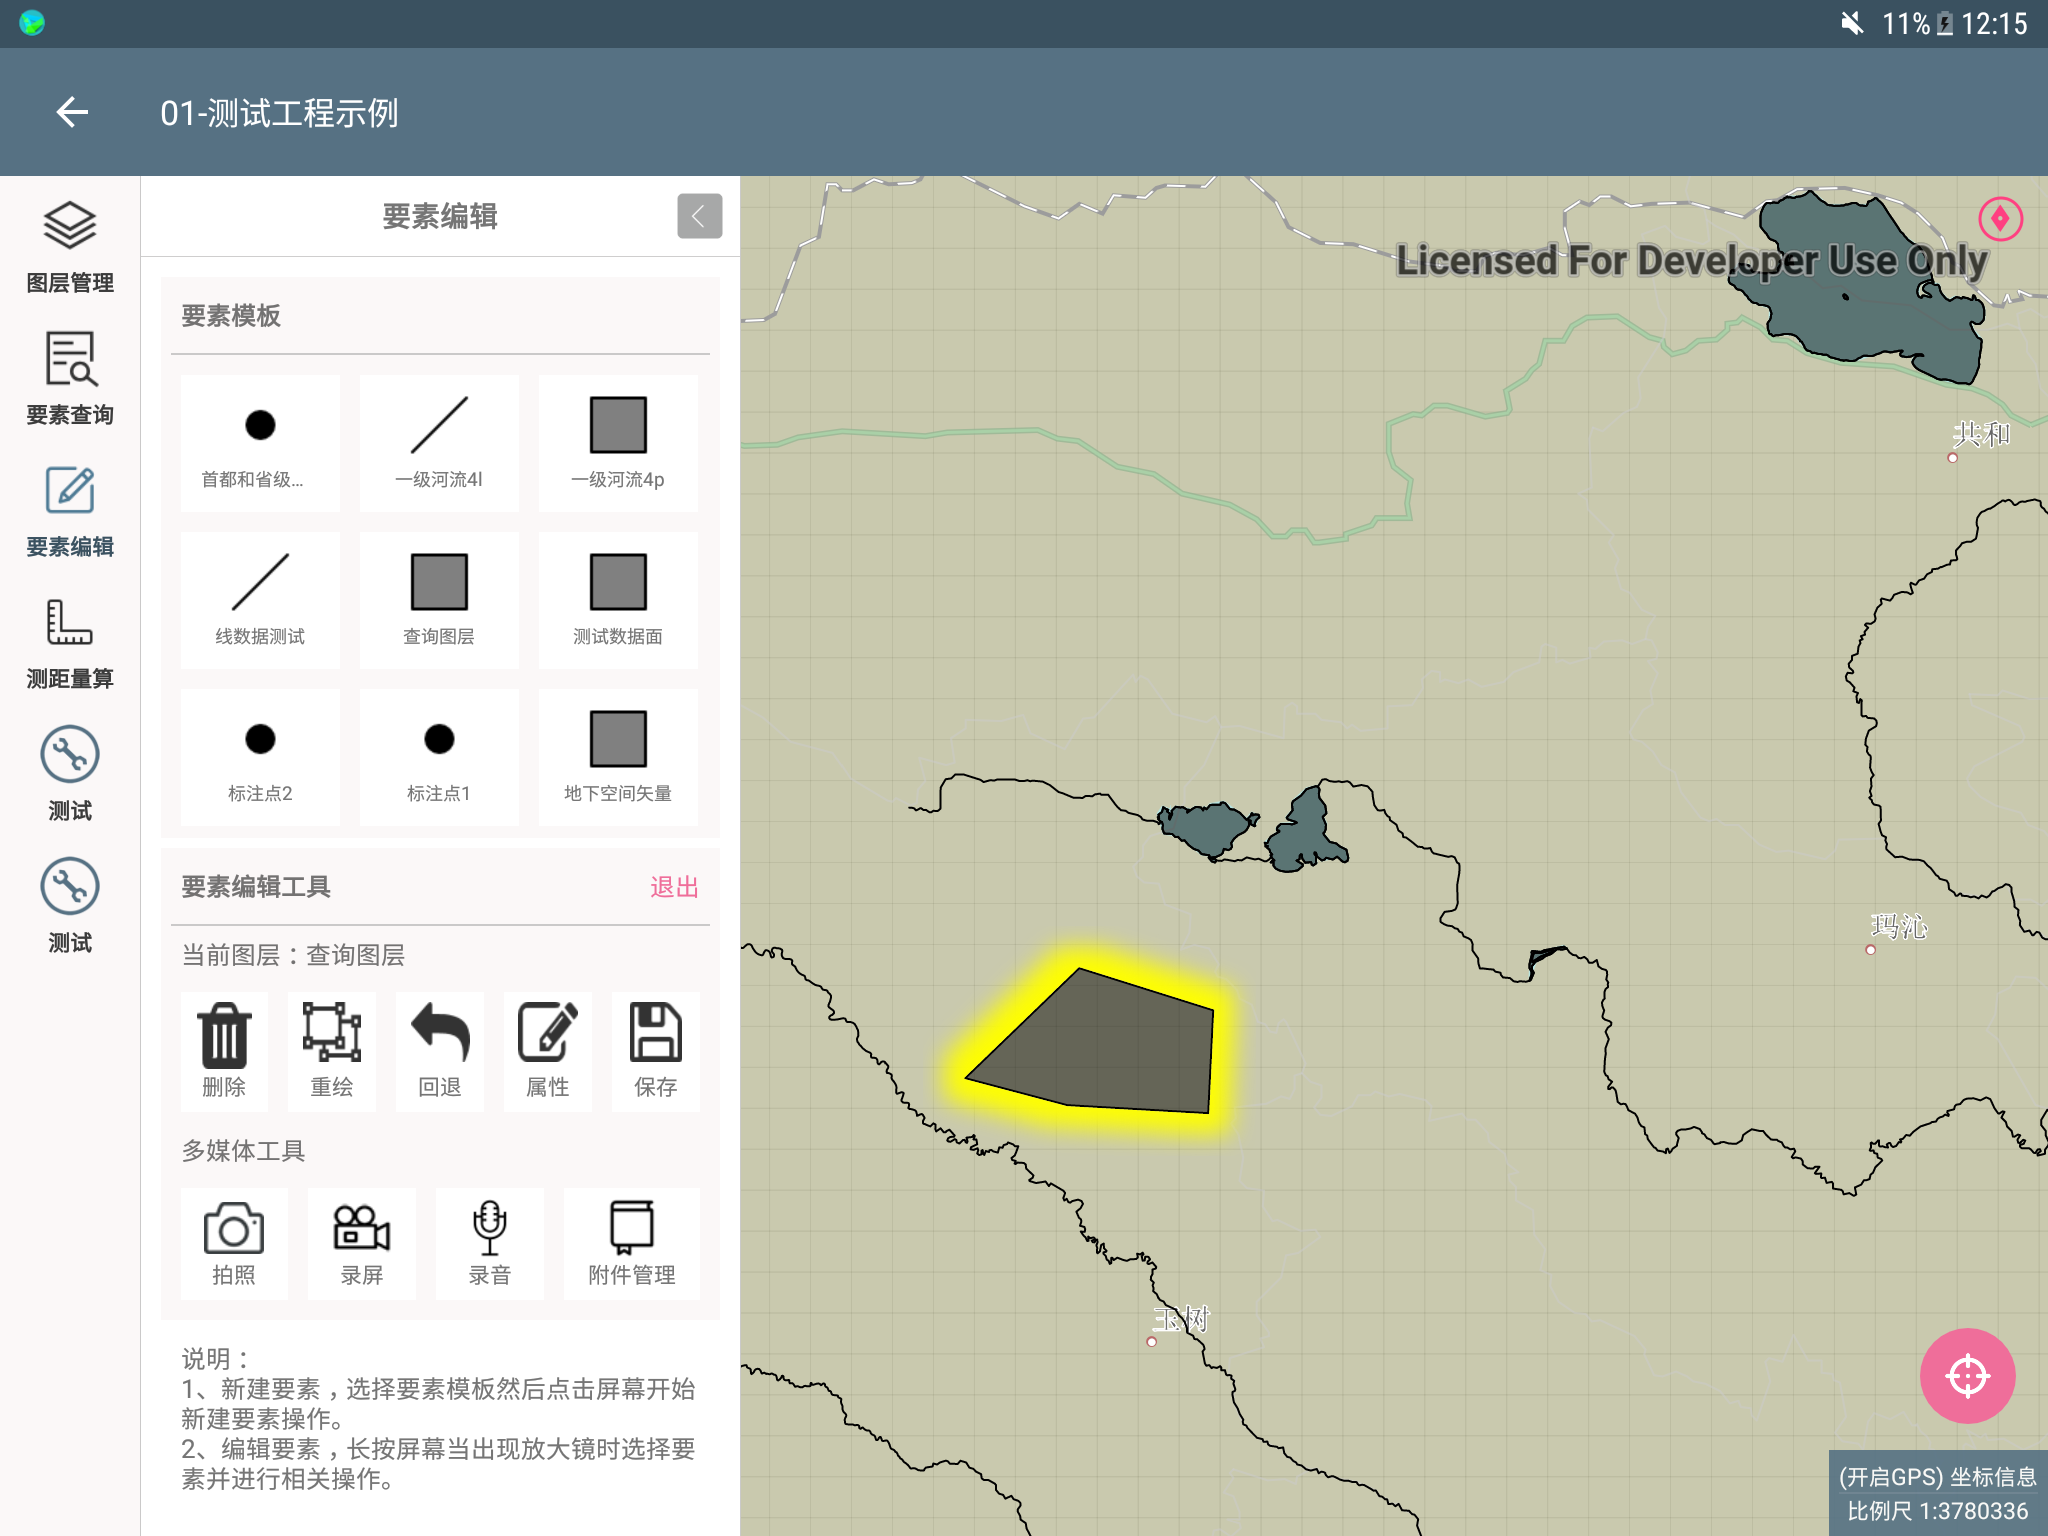 11% 12:15
01-测试工程示例
图层管理
要素查询
要素编辑
测距量算
测试
测试
要素编辑
要素模板
首都和省级...
一级河流4l
一级河流4p
线数据测试
查询图层
测试数据面
标注点2
标注点1
地下空间矢量
要素编辑工具
退出
当前图层：查询图层
删除
重绘
回退
属性
保存
多媒体工具
拍照
录屏
录音
附件管理
说明：
1、新建要素，选择要素模板然后点击屏幕开始
新建要素操作。
2、编辑要素，长按屏幕当出现放大镜时选择要
素并进行相关操作。
Licensed For Developer Use Only
共和
玛沁
玉树
(开启GPS) 坐标信息
比例尺 1:3780336